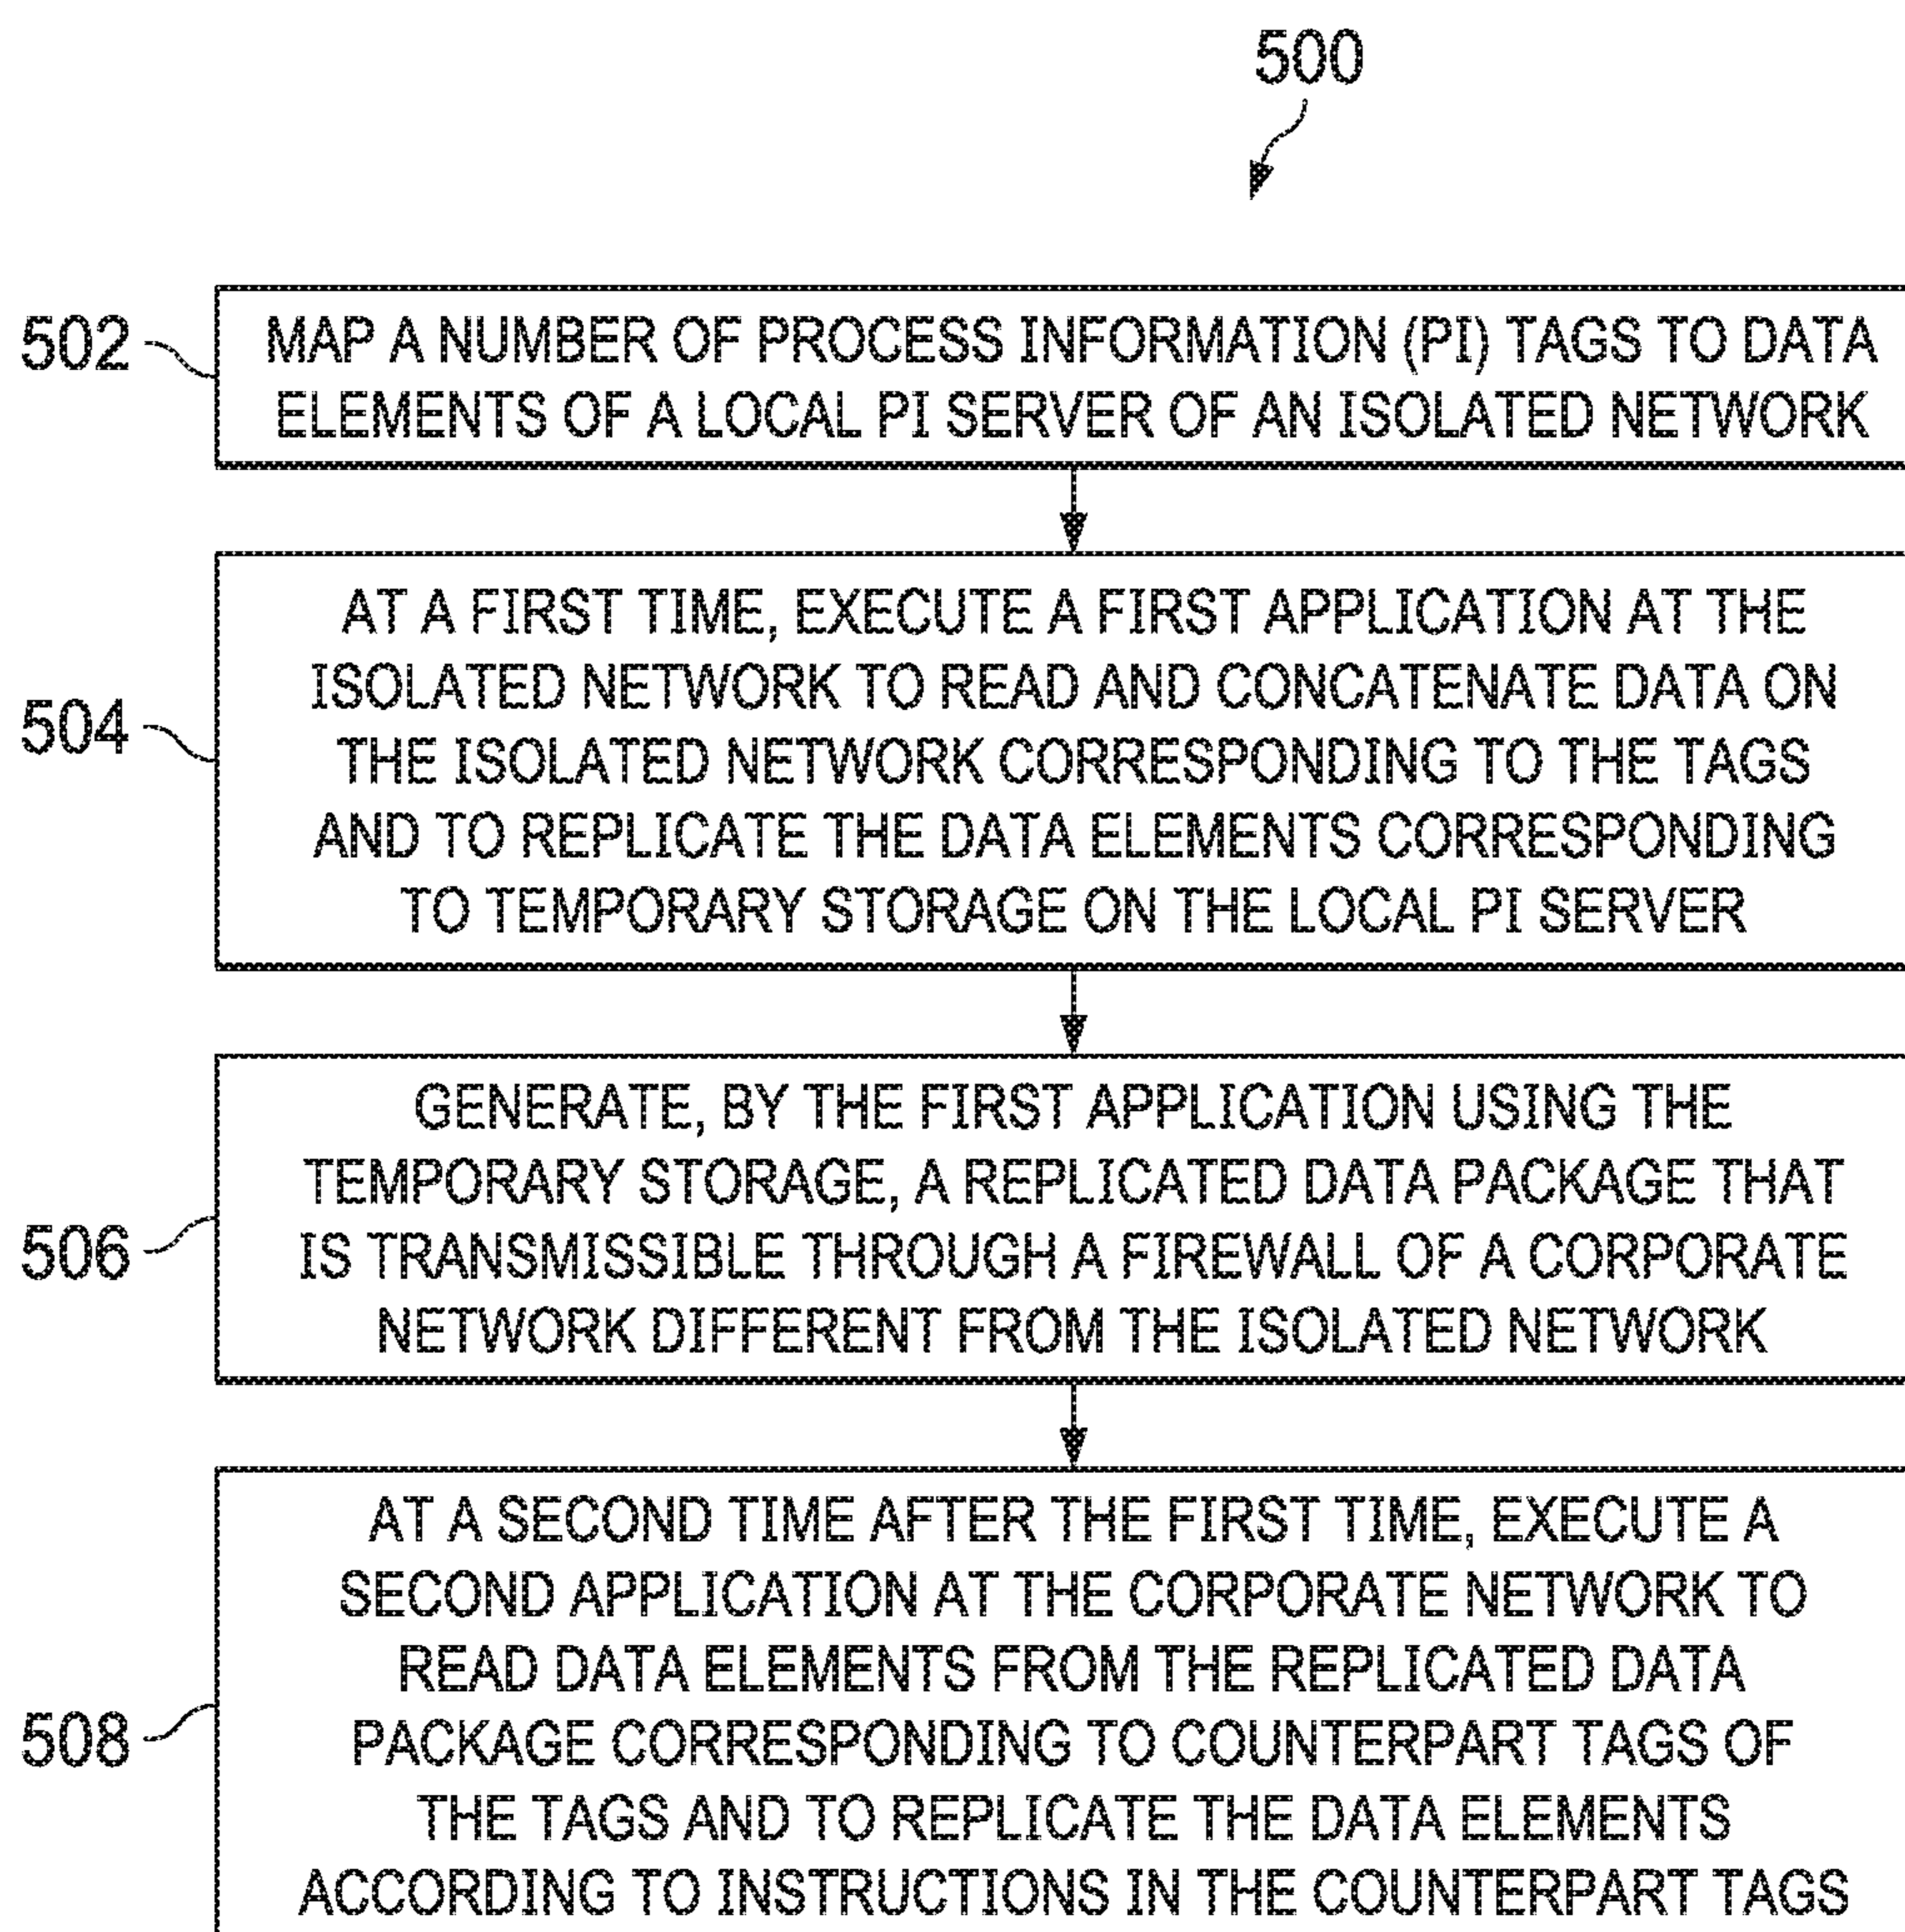 500
502
MAP A NUMBER OF PROCESS INFORMATION (PI) TAGS TO DATA
ELEMENTS OF A LOCAL PI SERVER OF AN ISOLATED NETWORK
504
AT A FIRST TIME, EXECUTE A FIRST APPLICATION AT THE
ISOLATED NETWORK TO READ AND CONCATENATE DATA ON
THE ISOLATED NETWORK CORRESPONDING TO THE TAGS
AND TO REPLICATE THE DATA ELEMENTS CORRESPONDING
TO TEMPORARY STORAGE ON THE LOCAL PI SERVER
506
GENERATE, BY THE FIRST APPLICATION USING THE
TEMPORARY STORAGE, A REPLICATED DATA PACKAGE THAT
IS TRANSMISSIBLE THROUGH A FIREWALL OF A CORPORATE
NETWORK DIFFERENT FROM THE ISOLATED NETWORK
508
AT A SECOND TIME AFTER THE FIRST TIME, EXECUTE A
SECOND APPLICATION AT THE CORPORATE NETWORK TO
READ DATA ELEMENTS FROM THE REPLICATED DATA
PACKAGE CORRESPONDING TO COUNTERPART TAGS OF
THE TAGS AND TO REPLICATE THE DATA ELEMENTS
ACCORDING TO INSTRUCTIONS IN THE COUNTERPART TAGS